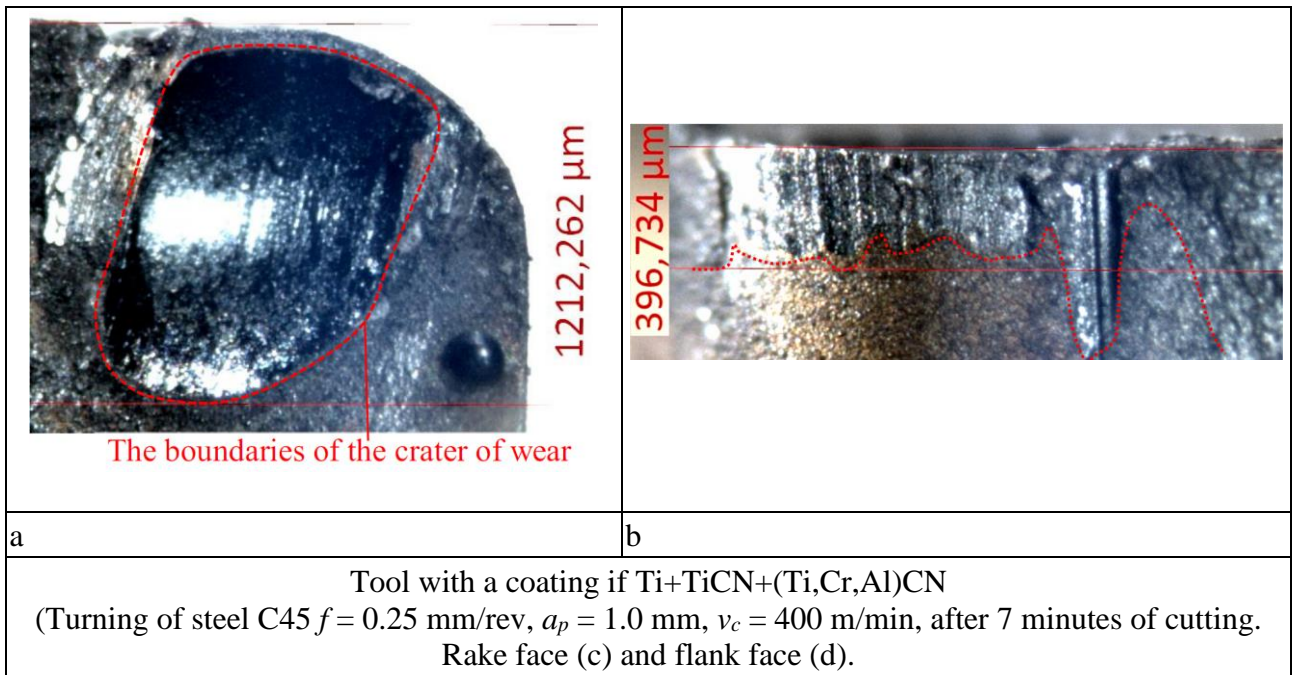 1212,262 µm
The boundaries of the crater of wear
396,734 µm
a
b
Tool with a coating if Ti+TiCN+(Ti,Cr,Al)CN
(Turning of steel C45 f = 0.25 mm/rev, aₚ = 1.0 mm, v꜀ = 400 m/min, after 7 minutes of cutting.
Rake face (c) and flank face (d).